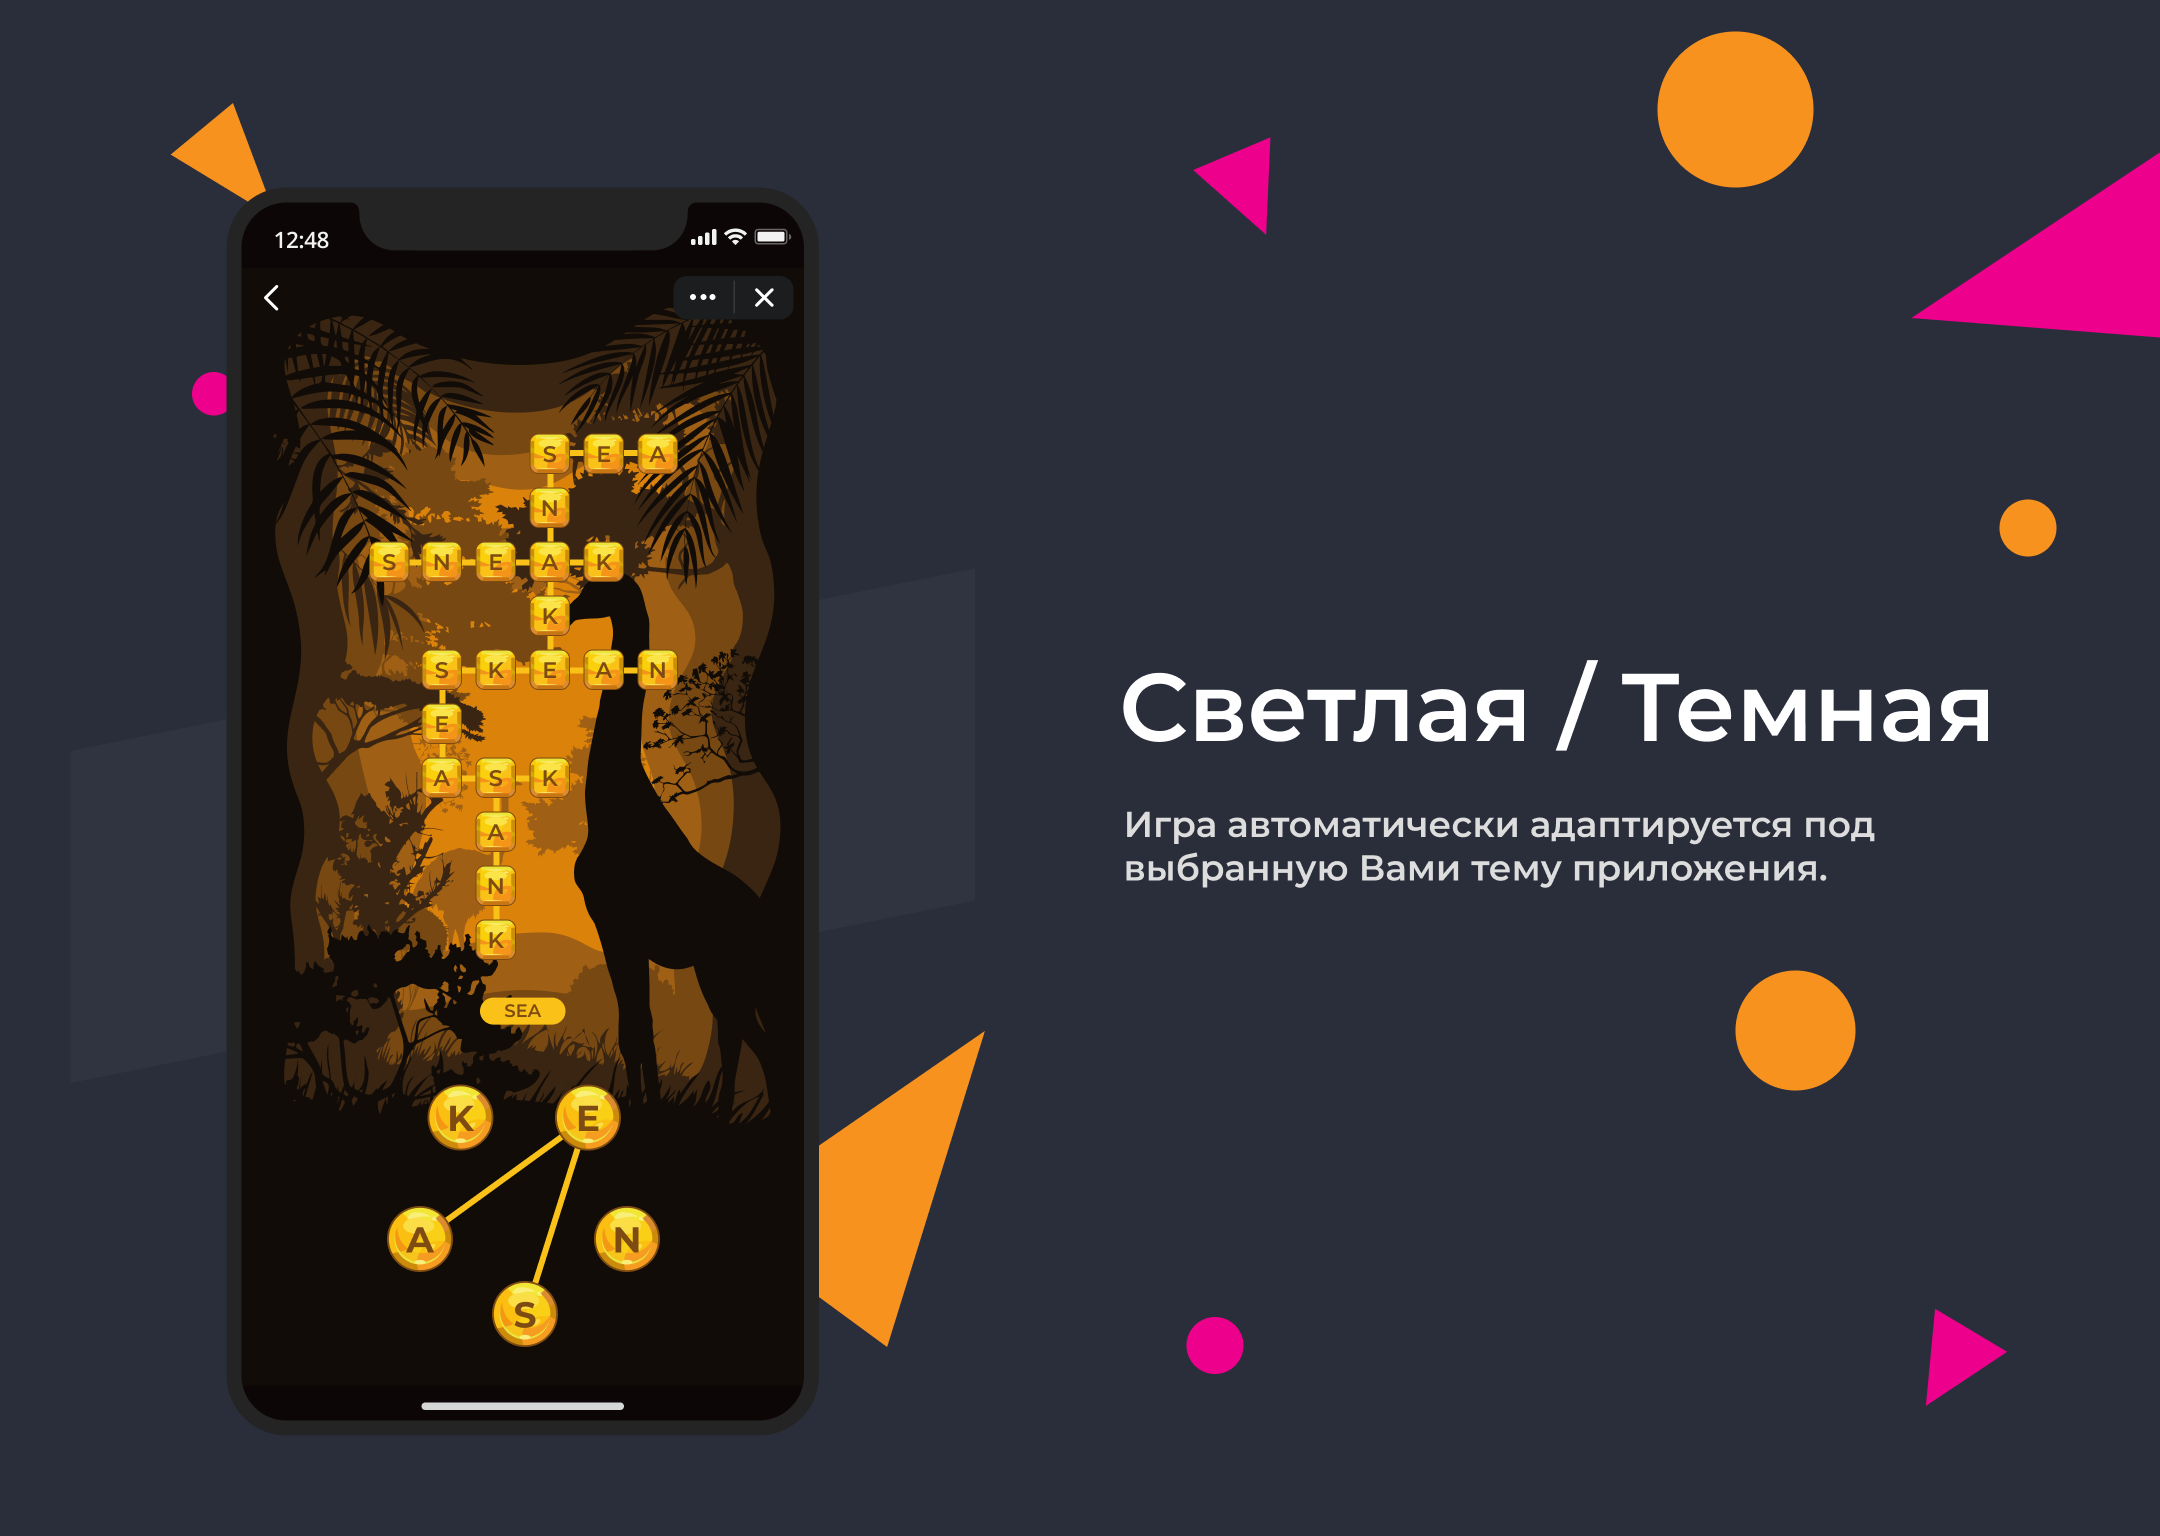 12:48
S E A
N
S N E A K
K
S K E A N
E
A S K
A
N
K
SEA
K E
A N
S
Светлая / Темная
Игра автоматически адаптируется под
выбранную Вами тему приложения.